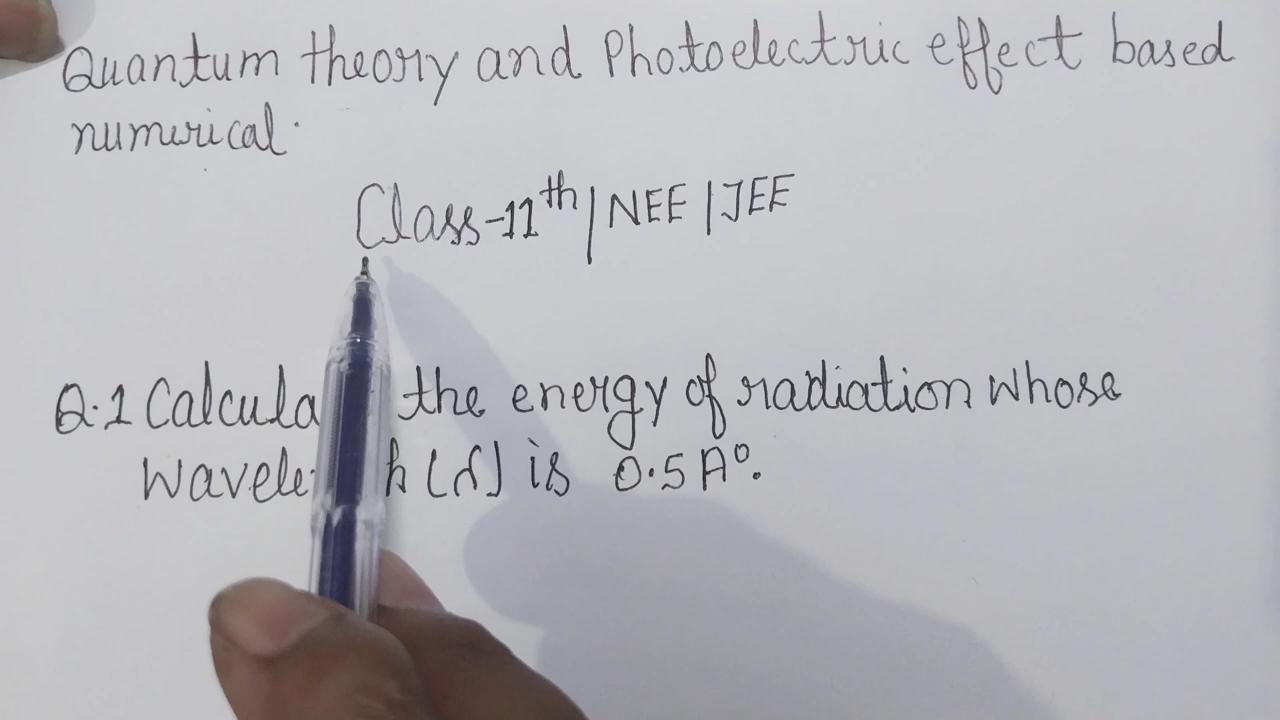 Quantum theory and Photoelectric effect based
numerical.
Class-11th | NEE | JEE
Q.1 Calcula the energy of radiation whose
wavele h (λ) is 0.5 A°.